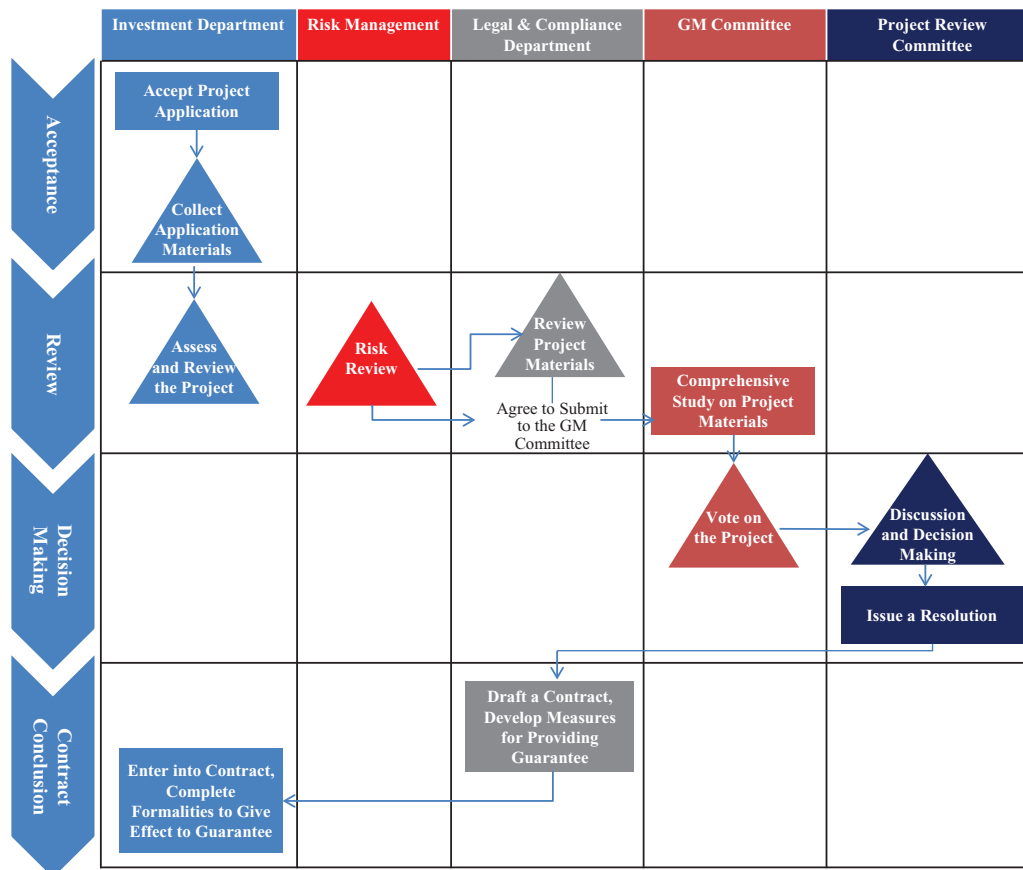 Investment Department
Risk Management
Legal & Compliance
Department
GM Committee
Project Review
Committee
Acceptance
Accept Project
Application
Collect
Application
Materials
Review
Assess
and Review
the Project
Risk
Review
Review
Project
Materials
Agree to Submit
to the GM
Committee
Comprehensive
Study on Project
Materials
Decision
Making
Vote on
the Project
Discussion
and Decision
Making
Issue a Resolution
Contract
Conclusion
Draft a Contract,
Develop Measures
for Providing
Guarantee
Enter into Contract,
Complete
Formalities to Give
Effect to Guarantee